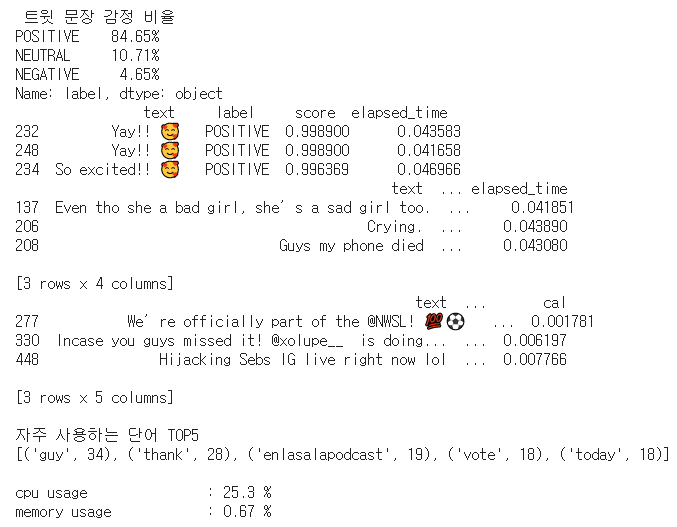 트윗 문장 감정 비율
POSITIVE 84.65%
NEUTRAL 10.71%
NEGATIVE 4.65%
Name: label, dtype: object
text label score elapsed_time
232 Yay!! 🥰 POSITIVE 0.998900 0.043583
248 Yay!! 🥰 POSITIVE 0.998900 0.041658
234 So excited!! 🥰 POSITIVE 0.996369 0.046966
text ... elapsed_time
137 Even tho she a bad girl, she’s a sad girl too. ... 0.041851
206 Crying. ... 0.043890
208 Guys my phone died ... 0.043080
[3 rows x 4 columns]
text ... cal
277 We’re officially part of the @NWSL! 💯⚽ ... 0.001781
330 Incase you guys missed it! @xolupe__ is doing... ... 0.006197
448 Hijacking Sebs IG live right now lol ... 0.007766
[3 rows x 5 columns]
자주 사용하는 단어 TOP5
[('guy', 34), ('thank', 28), ('enlasalapodcast', 19), ('vote', 18), ('today', 18)]
cpu usage : 25.3 %
memory usage : 0.67 %